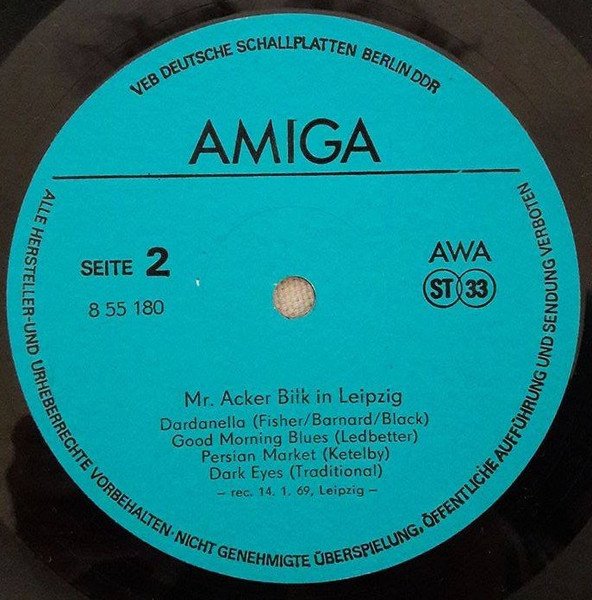 VEB DEUTSCHE SCHALLPLATTEN BERLIN DDR
AMIGA
SEITE 2
AWA
8 55 180
ST 33
Mr. Acker Bilk in Leipzig
Dardanella (Fisher/Barnard/Black)
Good Morning Blues (Ledbetter)
Persian Market (Ketelby)
Dark Eyes (Traditional)
– rec. 14. 1. 69, Leipzig –
ALLE HERSTELLER-UND URHEBERRECHTE VORBEHALTEN·NICHT GENEHMIGTE ÜBERSPIELUNG, ÖFFENTLICHE AUFFÜHRUNG UND SENDUNG VERBOTEN